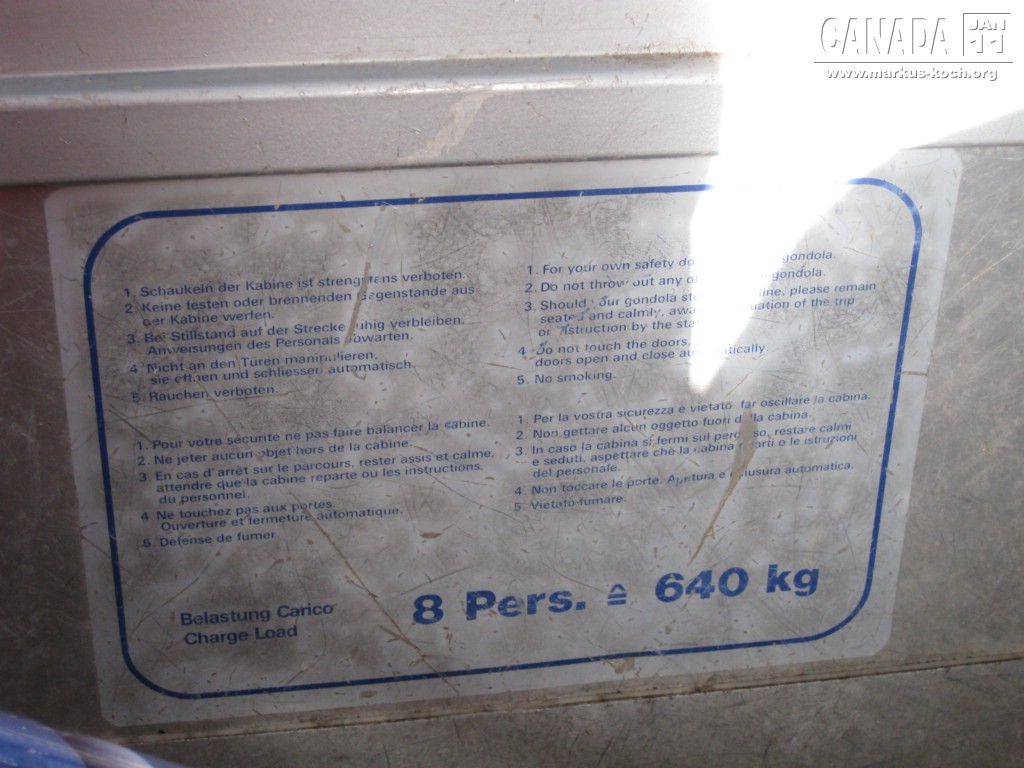 CANADA JAN 11
www.markus-koch.org
1. Schaukeln der Kabine ist strengstens verboten.
2. Keine festen oder brennenden Gegenstande aus
der Kabine werfen.
3. Bei Stillstand auf der Strecke ruhig verbleiben,
Anweisungen des Personals abwarten.
4. Nicht an den Türen manipulieren,
sie öffnen und schliessen automatisch.
5. Rauchen verboten.
1. For your own safety do gondola.
2. Do not throw out any of gondola.
3. Should your gondola line, please remain
seated and calmly, of the trip
or instruction by the
4. Do not touch the doors,
doors open and close automatically.
5. No smoking.
1. Pour votre sécurité ne pas faire balancer la cabine.
2. Ne jeter aucun objet hors de la cabine.
3. En cas d'arrêt sur le parcours, rester assis et calme,
attendre que la cabine reparte ou les instructions
du personnel.
4. Ne touchez pas aux portes
Ouverture et fermeture automatique.
5. Défense de fumer.
1. Per la vostra sicurezza é vietato far oscillare la cabina.
2. Non gettare alcun oggetto fuori della cabina.
3. In caso la cabina si fermi sul percorso, restare calmi
e seduti, aspettare che la cabina riparti o le istruzioni
del personale.
4. Non toccare le porte. Apertura e chiusura automatica.
5. Vietato fumare.
Belastung Carico
Charge Load
8 Pers. ≙ 640 kg